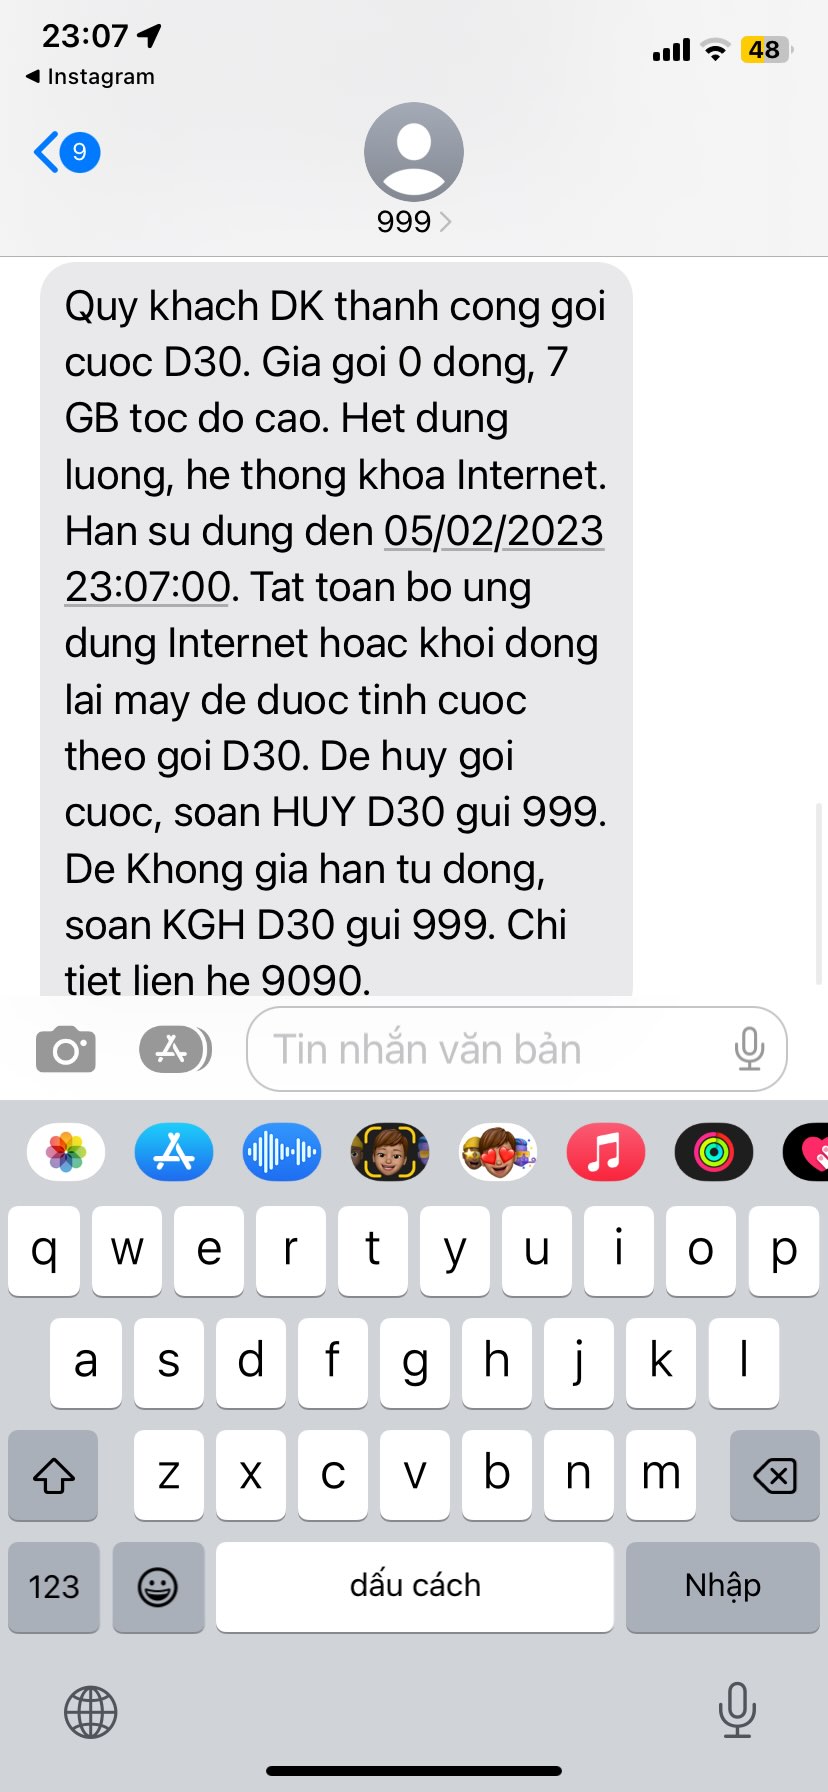 23:07
48
Instagram
9
999
Quy khach DK thanh cong goi
cuoc D30. Gia goi 0 dong, 7
GB toc do cao. Het dung
luong, he thong khoa Internet.
Han su dung den 05/02/2023
23:07:00. Tat toan bo ung
dung Internet hoac khoi dong
lai may de duoc tinh cuoc
theo goi D30. De huy goi
cuoc, soan HUY D30 gui 999.
De Khong gia han tu dong,
soan KGH D30 gui 999. Chi
tiet lien he 9090.
Tin nhắn văn bản
q w e r t y u i o p
a s d f g h j k l
z x c v b n m
123 dấu cách Nhập